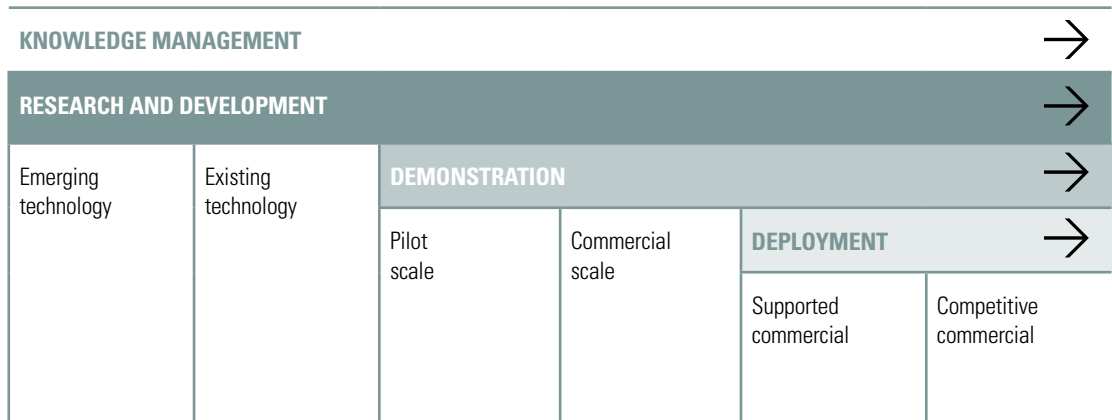 KNOWLEDGE MANAGEMENT
RESEARCH AND DEVELOPMENT
Emerging
technology
Existing
technology
DEMONSTRATION
Pilot
scale
Commercial
scale
DEPLOYMENT
Supported
commercial
Competitive
commercial